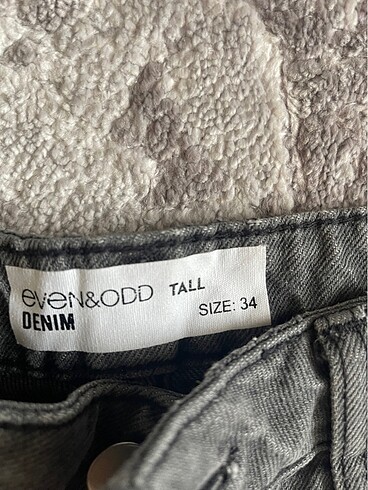 even&ODD TALL
DENIM SIZE: 34